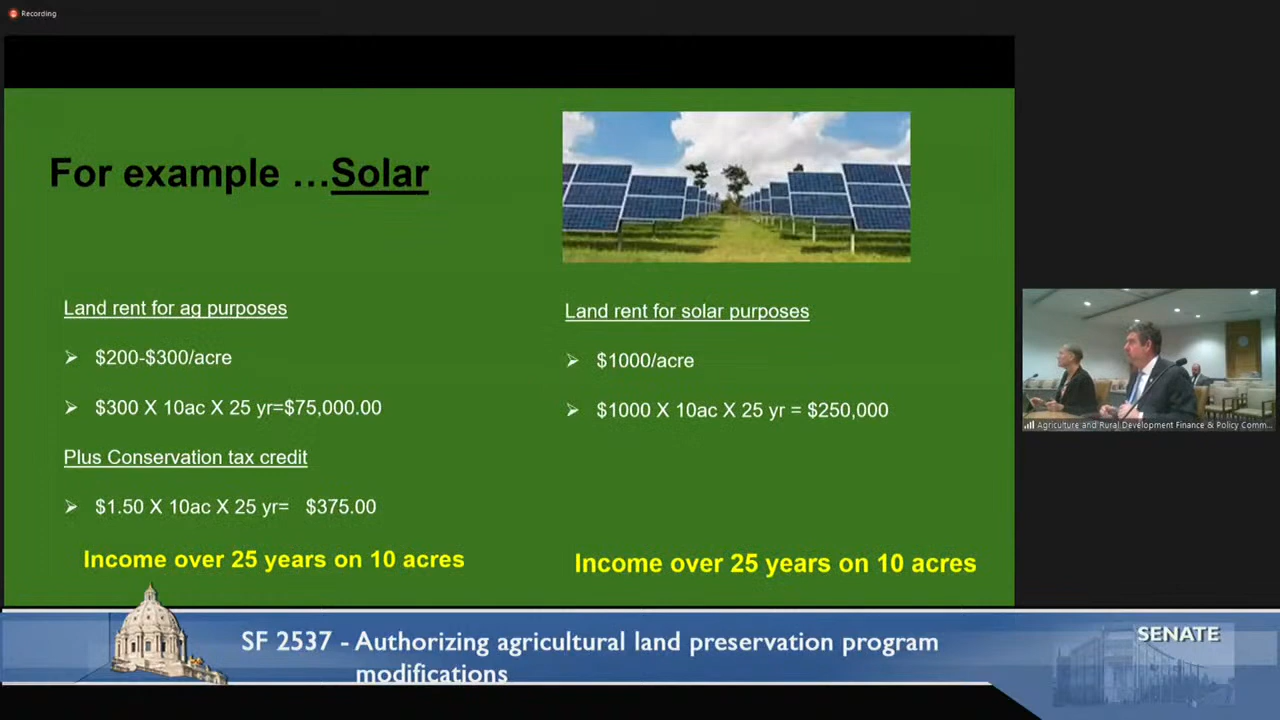 Recording
For example …Solar
Land rent for ag purposes
$200-$300/acre
$300 X 10ac X 25 yr=$75,000.00
Plus Conservation tax credit
$1.50 X 10ac X 25 yr= $375.00
Income over 25 years on 10 acres
Land rent for solar purposes
$1000/acre
$1000 X 10ac X 25 yr = $250,000
Income over 25 years on 10 acres
Agriculture and Rural Development Finance & Policy Comm...
SF 2537 - Authorizing agricultural land preservation program
modifications
SENATE